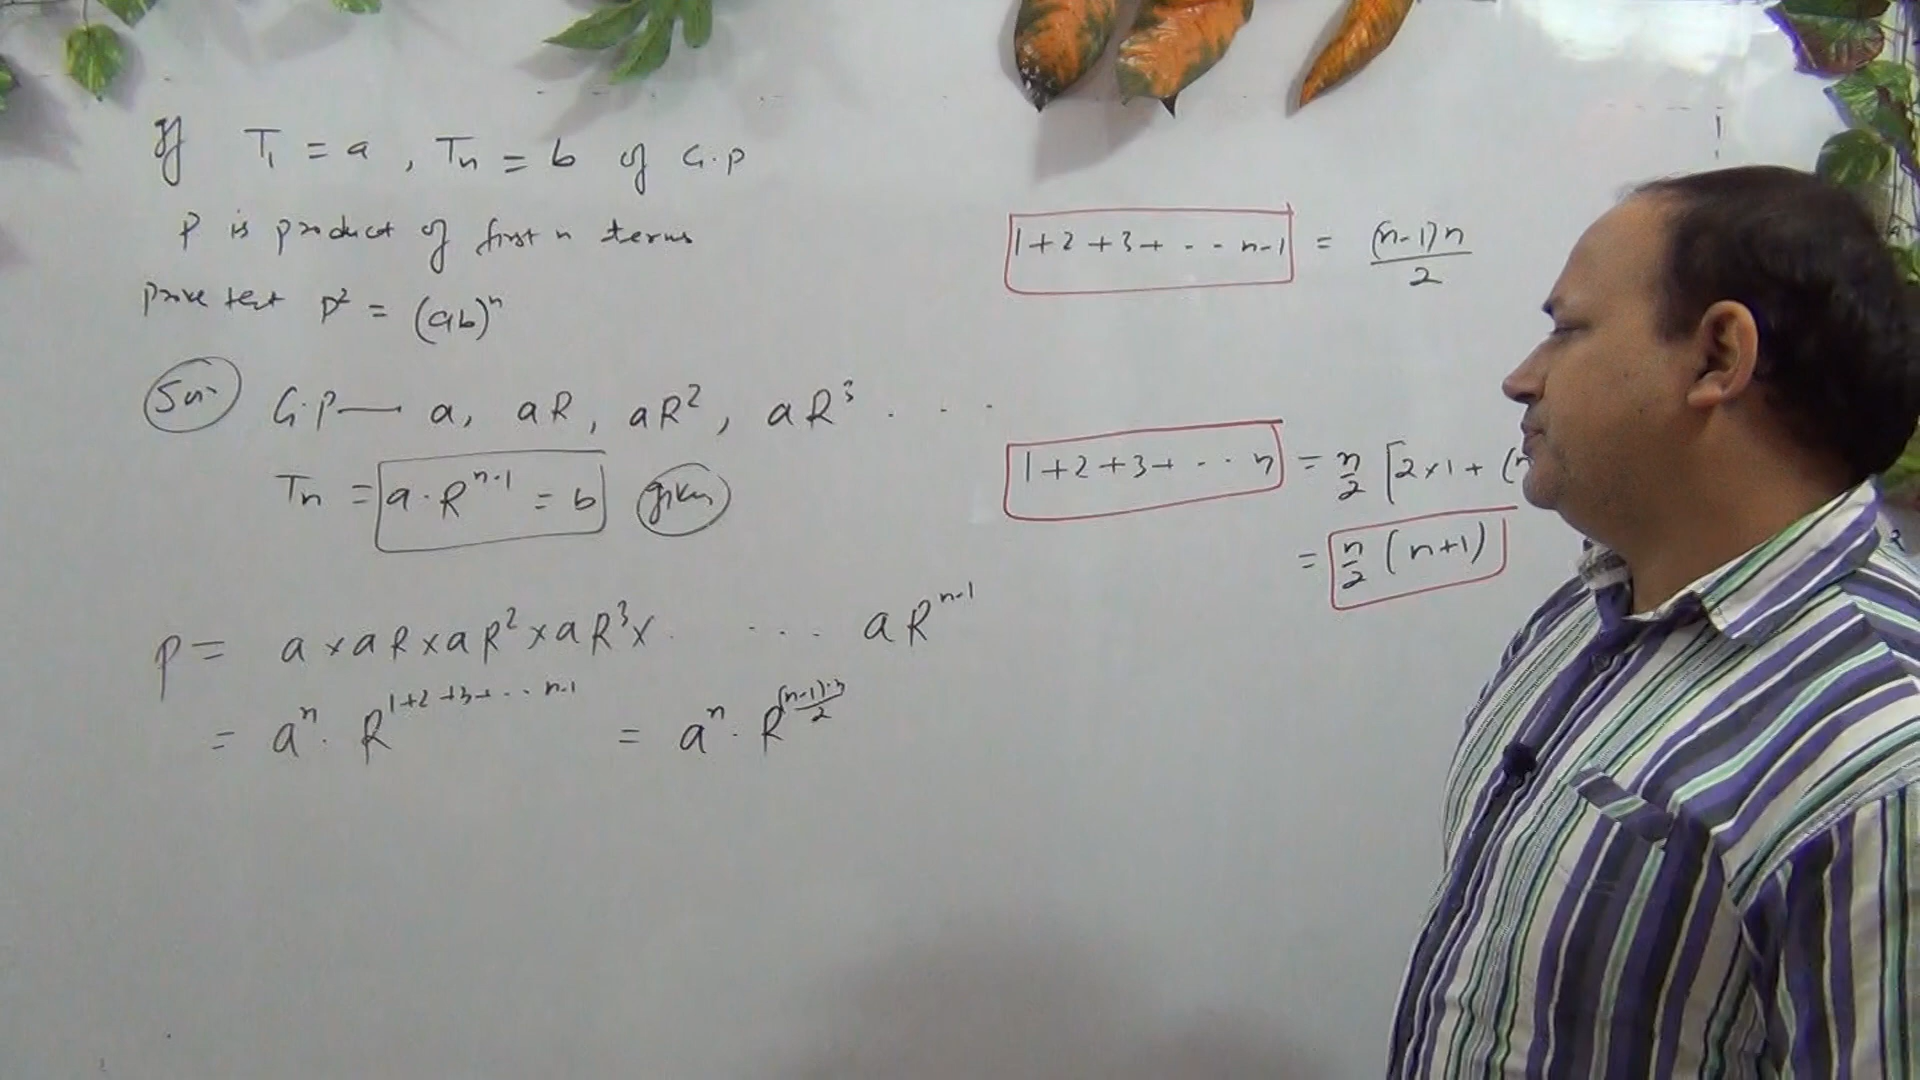 If T₁ = a , Tn = b of G.P
P is product of first n terms
prove that P² = (ab)ⁿ
Sol- G.P— a, aR, aR², aR³ . . .
Tn = a·Rⁿ⁻¹ = b given
P = a × aR × aR² × aR³ × . ... aRⁿ⁻¹
= aⁿ · R^(1+2+3+...n-1) = aⁿ · R^((n-1)·n/2)
1+2+3+ - - n-1 = (n-1)n/2
1+2+3+ - - n = n/2 [2×1+(n
= n/2 (n+1)